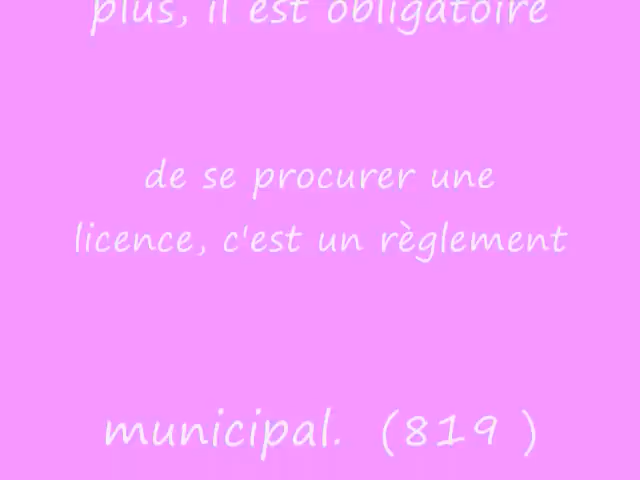 plus, il est obligatoire
de se procurer une
licence, c'est un règlement
municipal. (819 )